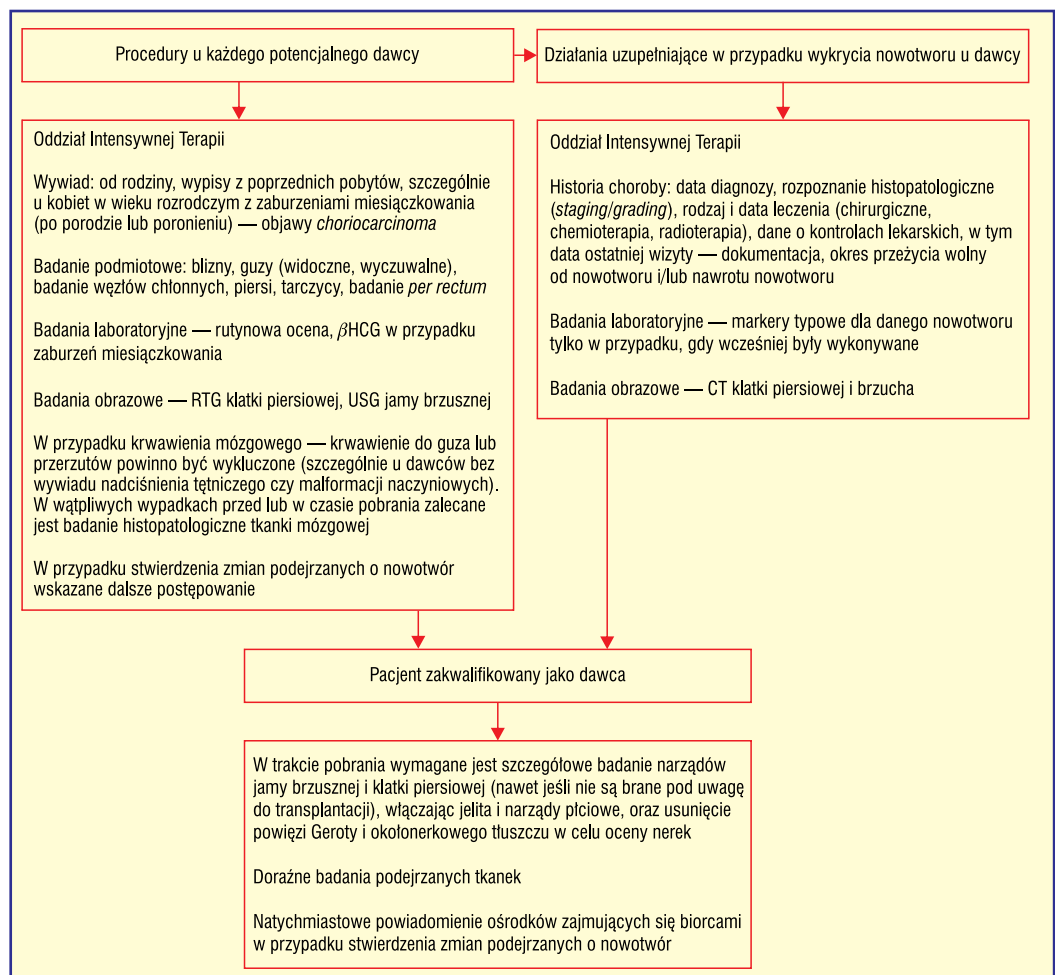 Procedury u każdego potencjalnego dawcy
Działania uzupełniające w przypadku wykrycia nowotworu u dawcy
Oddział Intensywnej Terapii
Wywiad: od rodziny, wypisy z poprzednich pobytów, szczególnie
u kobiet w wieku rozrodczym z zaburzeniami miesiączkowania
(po porodzie lub poronieniu) — objawy choriocarcinoma
Badanie podmiotowe: blizny, guzy (widoczne, wyczuwalne),
badanie węzłów chłonnych, piersi, tarczycy, badanie per rectum
Badania laboratoryjne — rutynowa ocena, βHCG w przypadku
zaburzeń miesiączkowania
Badania obrazowe — RTG klatki piersiowej, USG jamy brzusznej
W przypadku krwawienia mózgowego — krwawienie do guza lub
przerzutów powinno być wykluczone (szczególnie u dawców bez
wywiadu nadciśnienia tętniczego czy malformacji naczyniowych).
W wątpliwych wypadkach przed lub w czasie pobrania zalecane
jest badanie histopatologiczne tkanki mózgowej
W przypadku stwierdzenia zmian podejrzanych o nowotwór
wskazane dalsze postępowanie
Oddział Intensywnej Terapii
Historia choroby: data diagnozy, rozpoznanie histopatologiczne
(staging/grading), rodzaj i data leczenia (chirurgiczne,
chemioterapia, radioterapia), dane o kontrolach lekarskich, w tym
data ostatniej wizyty — dokumentacja, okres przeżycia wolny
od nowotworu i/lub nawrotu nowotworu
Badania laboratoryjne — markery typowe dla danego nowotworu
tylko w przypadku, gdy wcześniej były wykonywane
Badania obrazowe — CT klatki piersiowej i brzucha
Pacjent zakwalifikowany jako dawca
W trakcie pobrania wymagane jest szczegółowe badanie narządów
jamy brzusznej i klatki piersiowej (nawet jeśli nie są brane pod uwagę
do transplantacji), włączając jelita i narządy płciowe, oraz usunięcie
powięzi Geroty i okołonerkowego tłuszczu w celu oceny nerek
Doraźne badania podejrzanych tkanek
Natychmiastowe powiadomienie ośrodków zajmujących się biorcami
w przypadku stwierdzenia zmian podejrzanych o nowotwór